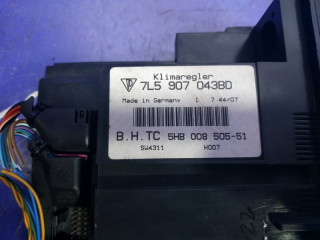 Klimaregler
7L5 907 043BD
Made in Germany 1 7 44/07
B.H.TC 5HB 008 505-51
SW4311 H007